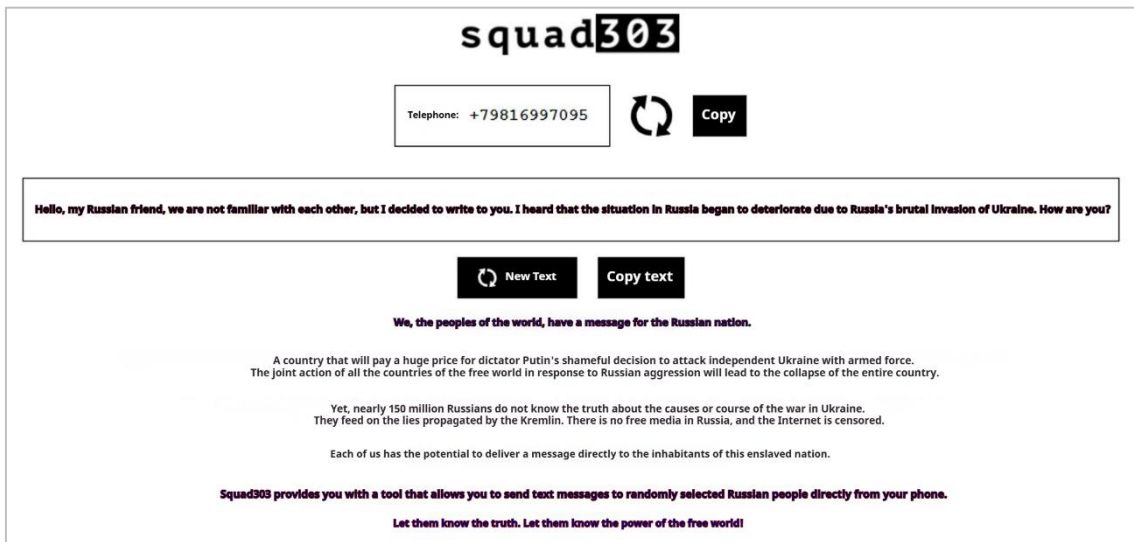 squad303
Telephone: +79816997095 Copy
Hello, my Russian friend, we are not familiar with each other, but I decided to write to you. I heard that the situation in Russia began to deteriorate due to Russia's brutal invasion of Ukraine. How are you?
New Text Copy text
We, the peoples of the world, have a message for the Russian nation.
A country that will pay a huge price for dictator Putin's shameful decision to attack independent Ukraine with armed force.
The joint action of all the countries of the free world in response to Russian aggression will lead to the collapse of the entire country.
Yet, nearly 150 million Russians do not know the truth about the causes or course of the war in Ukraine.
They feed on the lies propagated by the Kremlin. There is no free media in Russia, and the Internet is censored.
Each of us has the potential to deliver a message directly to the inhabitants of this enslaved nation.
Squad303 provides you with a tool that allows you to send text messages to randomly selected Russian people directly from your phone.
Let them know the truth. Let them know the power of the free world!